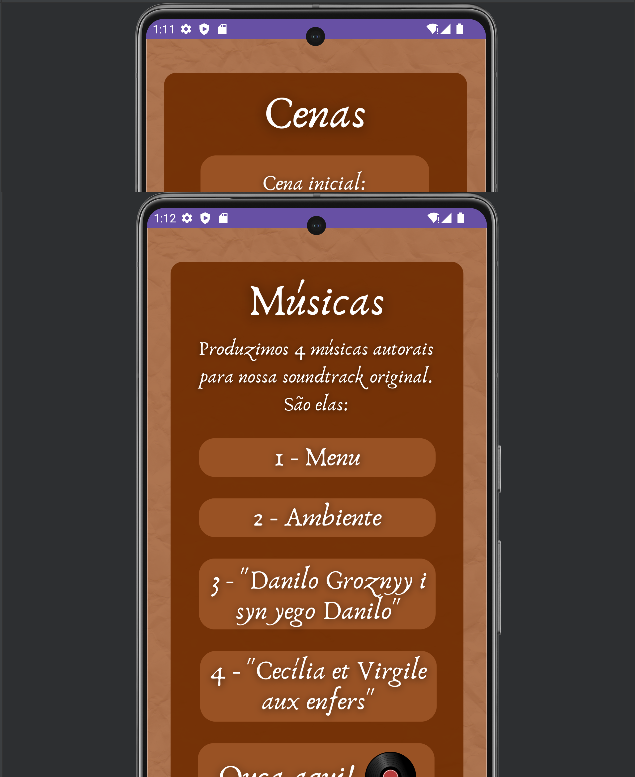 1:11
Cenas
Cena inicial:
1:12
Músicas
Produzimos 4 músicas autorais
para nossa soundtrack original.
São elas:
1 - Menu
2 - Ambiente
3 - "Danilo Groznyy i
syn yego Danilo"
4 - "Cecília et Virgile
aux enfers"
Ouça aqui!